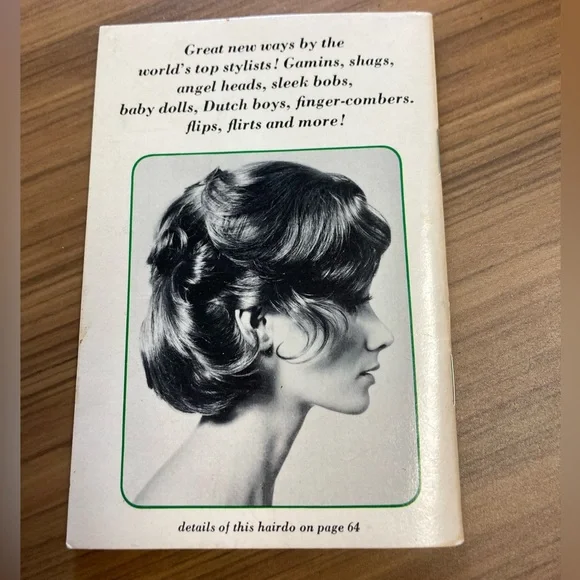 Great new ways by the
world's top stylists! Gamins, shags,
angel heads, sleek bobs,
baby dolls, Dutch boys, finger-combers.
flips, flirts and more!
details of this hairdo on page 64